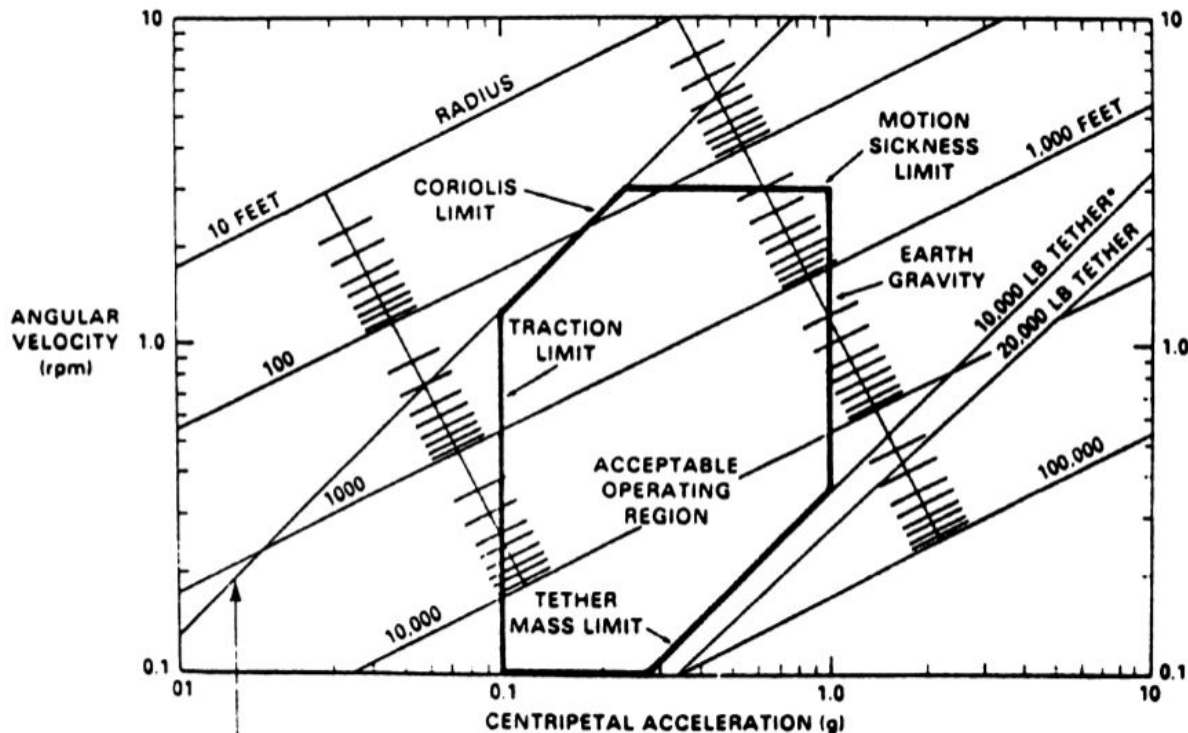 10
10
RADIUS
10 FEET
CORIOLIS
LIMIT
MOTION
SICKNESS
LIMIT
1,000 FEET
ANGULAR
VELOCITY
(rpm)
1.0
1.0
100
TRACTION
LIMIT
EARTH
GRAVITY
10,000 LB TETHER*
20,000 LB TETHER
1000
ACCEPTABLE
OPERATING
REGION
100,000
10,000
TETHER
MASS LIMIT
0.1
0.1
01
0.1
1.0
10
CENTRIPETAL ACCELERATION (g)